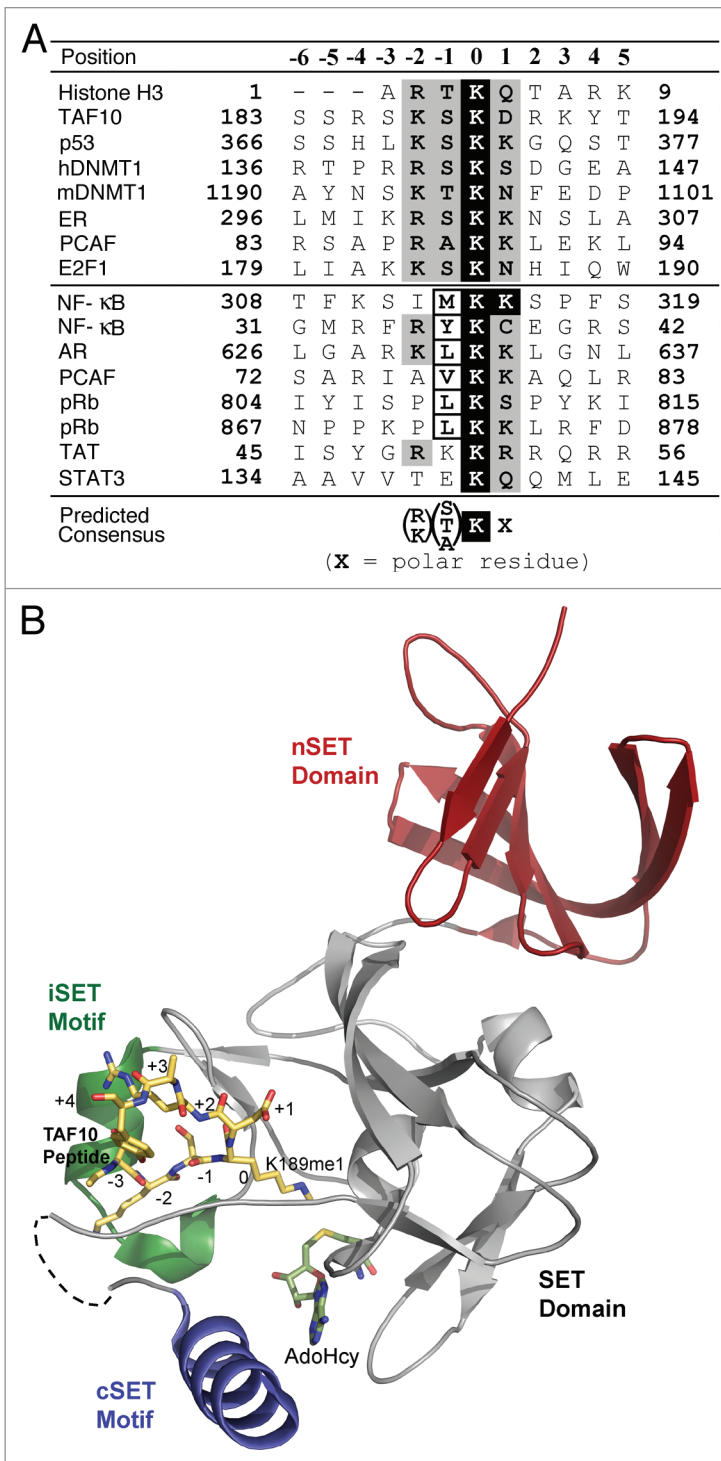 A
Position -6 -5 -4 -3 -2 -1 0 1 2 3 4 5
Histone H3 1 - - - A R T K Q T A R K 9
TAF10 183 S S R S K S K D R K Y T 194
p53 366 S S H L K S K K G Q S T 377
hDNMT1 136 R T P R R S K S D G E A 147
mDNMT1 1190 A Y N S K T K N F E D P 1101
ER 296 L M I K R S K K N S L A 307
PCAF 83 R S A P R A K K L E K L 94
E2F1 179 L I A K K S K N H I Q W 190
NF- κB 308 T F K S I M K K S P F S 319
NF- κB 31 G M R F R Y K C E G R S 42
AR 626 L G A R K L K K L G N L 637
PCAF 72 S A R I A V K K A Q L R 83
pRb 804 I Y I S P L K S P Y K I 815
pRb 867 N P P K P L K K L R F D 878
TAT 45 I S Y G R K K R R Q R R 56
STAT3 134 A A V V T E K Q Q M L E 145
Predicted
Consensus
(R K) (S T A) K X
(X = polar residue)
B
nSET
Domain
iSET
Motif
+3
+4
+2
+1
TAF10
Peptide
K189me1
-3
-2
-1
0
SET
Domain
AdoHcy
cSET
Motif